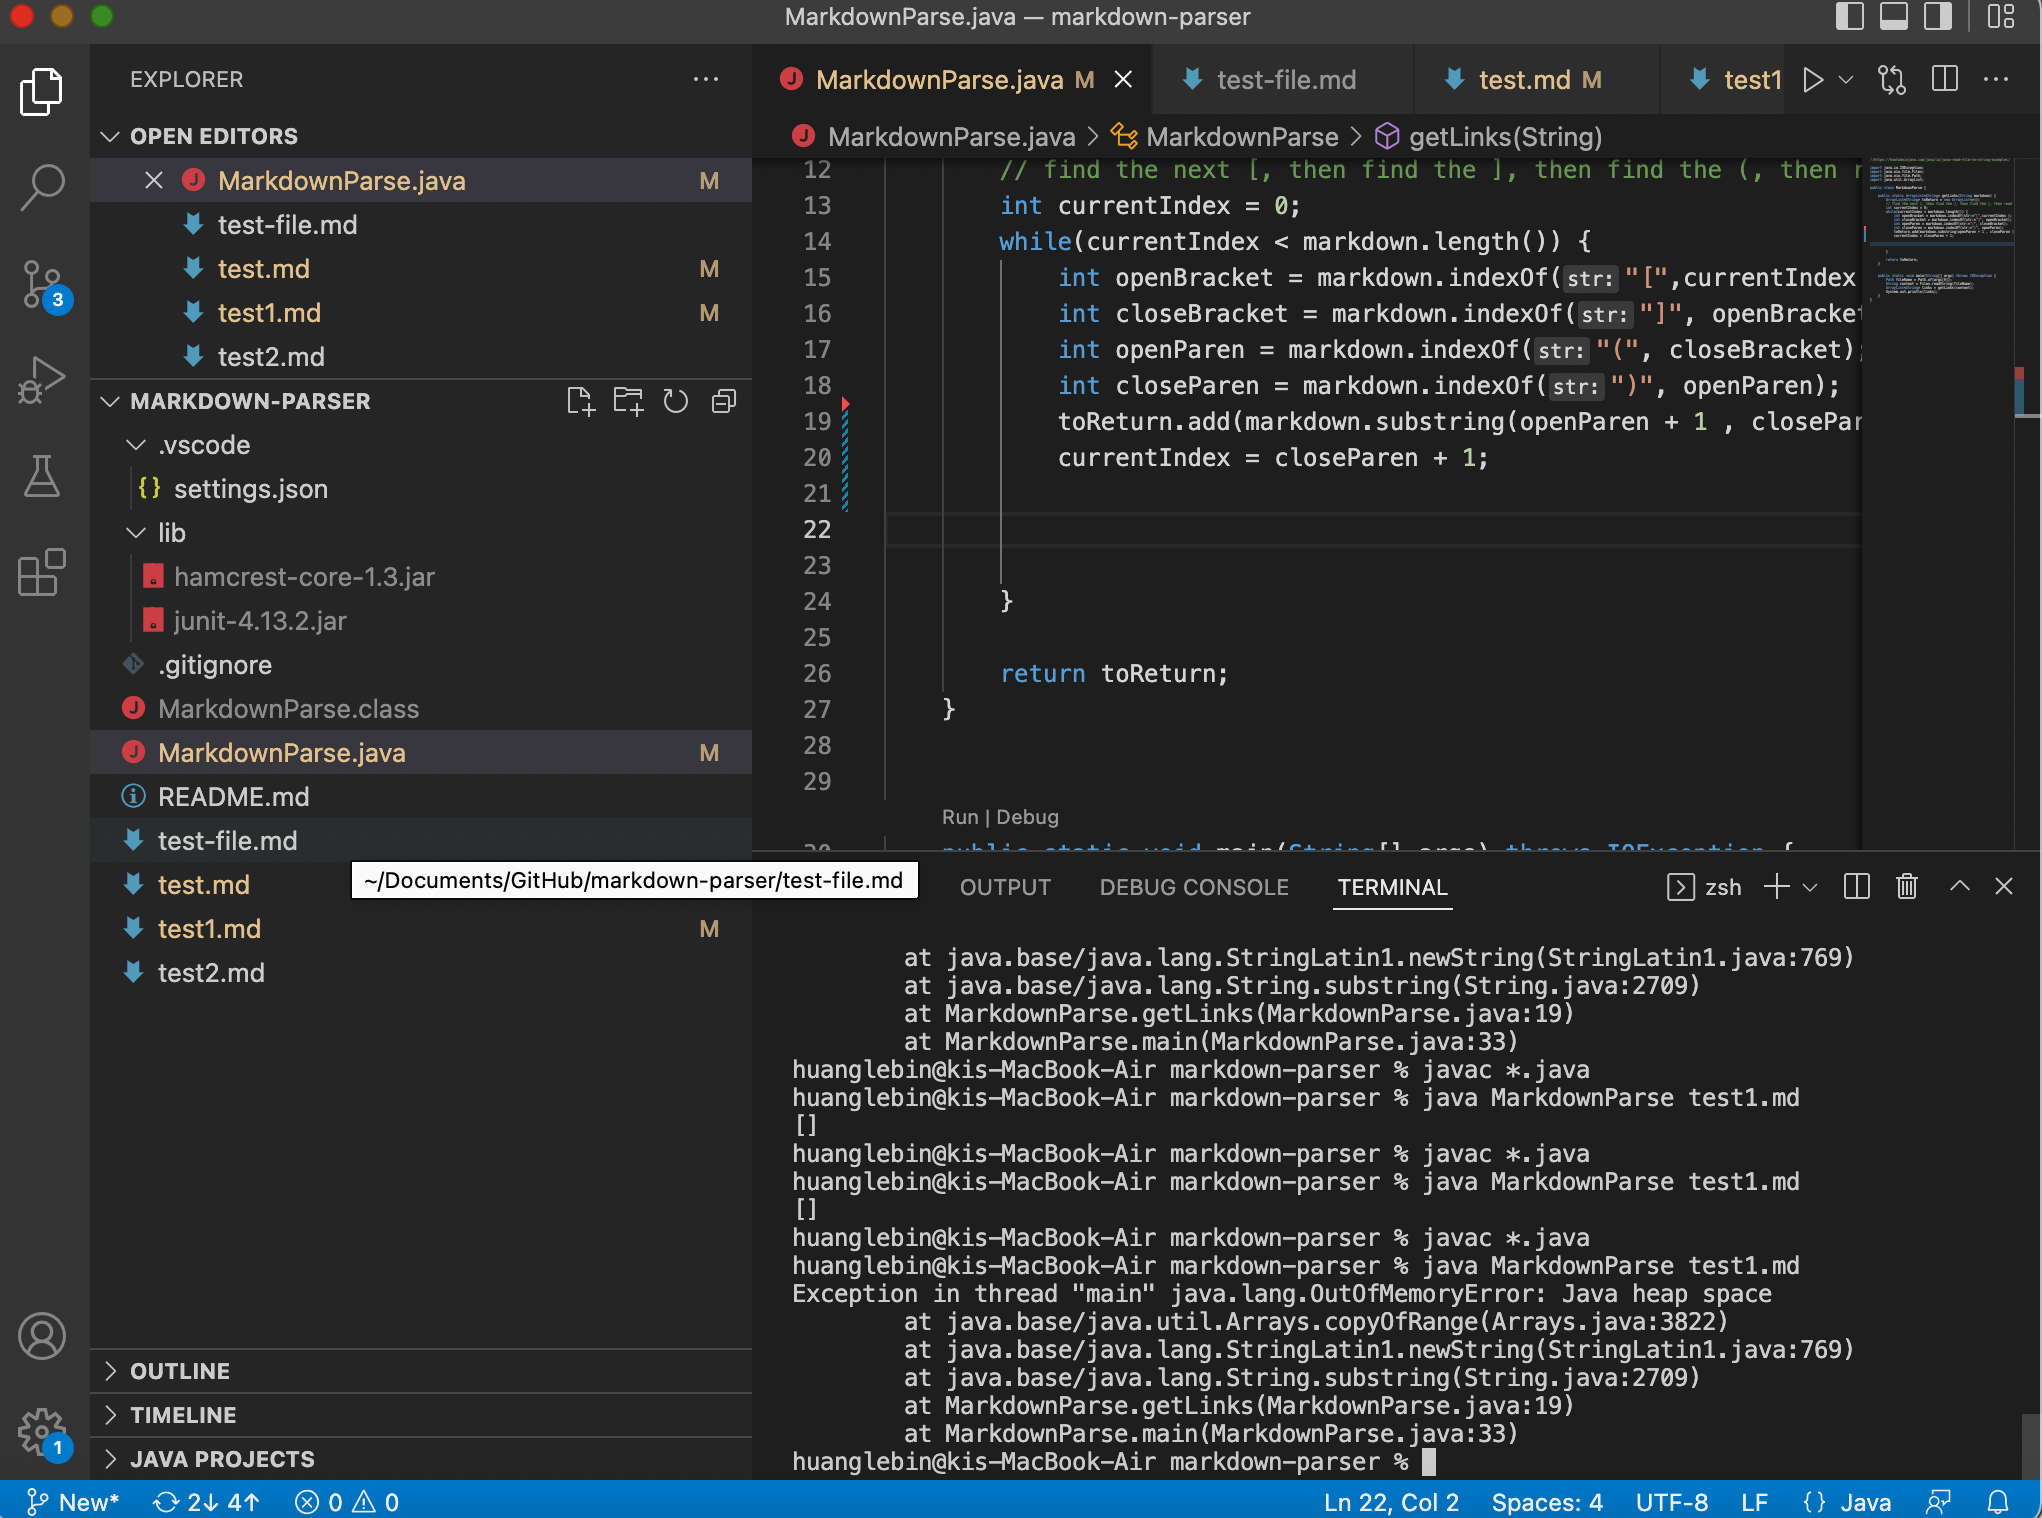 MarkdownParse.java — markdown-parser
EXPLORER
OPEN EDITORS
MarkdownParse.java M
test-file.md
test.md M
test1.md M
test2.md
MARKDOWN-PARSER
.vscode
{} settings.json
lib
hamcrest-core-1.3.jar
junit-4.13.2.jar
.gitignore
MarkdownParse.class
MarkdownParse.java M
README.md
test-file.md
test.md
~/Documents/GitHub/markdown-parser/test-file.md
test1.md M
test2.md
OUTLINE
TIMELINE
JAVA PROJECTS
3
1
MarkdownParse.java M
test-file.md
test.md M
test1
MarkdownParse.java > MarkdownParse > getLinks(String)
12 // find the next [, then find the ], then find the (, then
13 int currentIndex = 0;
14 while(currentIndex < markdown.length()) {
15 int openBracket = markdown.indexOf(str: "[",currentIndex
16 int closeBracket = markdown.indexOf(str: "]", openBracket
17 int openParen = markdown.indexOf(str: "(", closeBracket);
18 int closeParen = markdown.indexOf(str: ")", openParen);
19 toReturn.add(markdown.substring(openParen + 1 , closePar
20 currentIndex = closeParen + 1;
21
22
23
24 }
25
26 return toReturn;
27 }
28
29
Run | Debug
30 public static void main(String[] args) throws IOException {
OUTPUT
DEBUG CONSOLE
TERMINAL
zsh
at java.base/java.lang.StringLatin1.newString(StringLatin1.java:769)
at java.base/java.lang.String.substring(String.java:2709)
at MarkdownParse.getLinks(MarkdownParse.java:19)
at MarkdownParse.main(MarkdownParse.java:33)
huanglebin@kis-MacBook-Air markdown-parser % javac *.java
huanglebin@kis-MacBook-Air markdown-parser % java MarkdownParse test1.md
[]
huanglebin@kis-MacBook-Air markdown-parser % javac *.java
huanglebin@kis-MacBook-Air markdown-parser % java MarkdownParse test1.md
[]
huanglebin@kis-MacBook-Air markdown-parser % javac *.java
huanglebin@kis-MacBook-Air markdown-parser % java MarkdownParse test1.md
Exception in thread "main" java.lang.OutOfMemoryError: Java heap space
at java.base/java.util.Arrays.copyOfRange(Arrays.java:3822)
at java.base/java.lang.StringLatin1.newString(StringLatin1.java:769)
at java.base/java.lang.String.substring(String.java:2709)
at MarkdownParse.getLinks(MarkdownParse.java:19)
at MarkdownParse.main(MarkdownParse.java:33)
huanglebin@kis-MacBook-Air markdown-parser %
New* 2↓ 4↑ 0 0 Ln 22, Col 2 Spaces: 4 UTF-8 LF {} Java